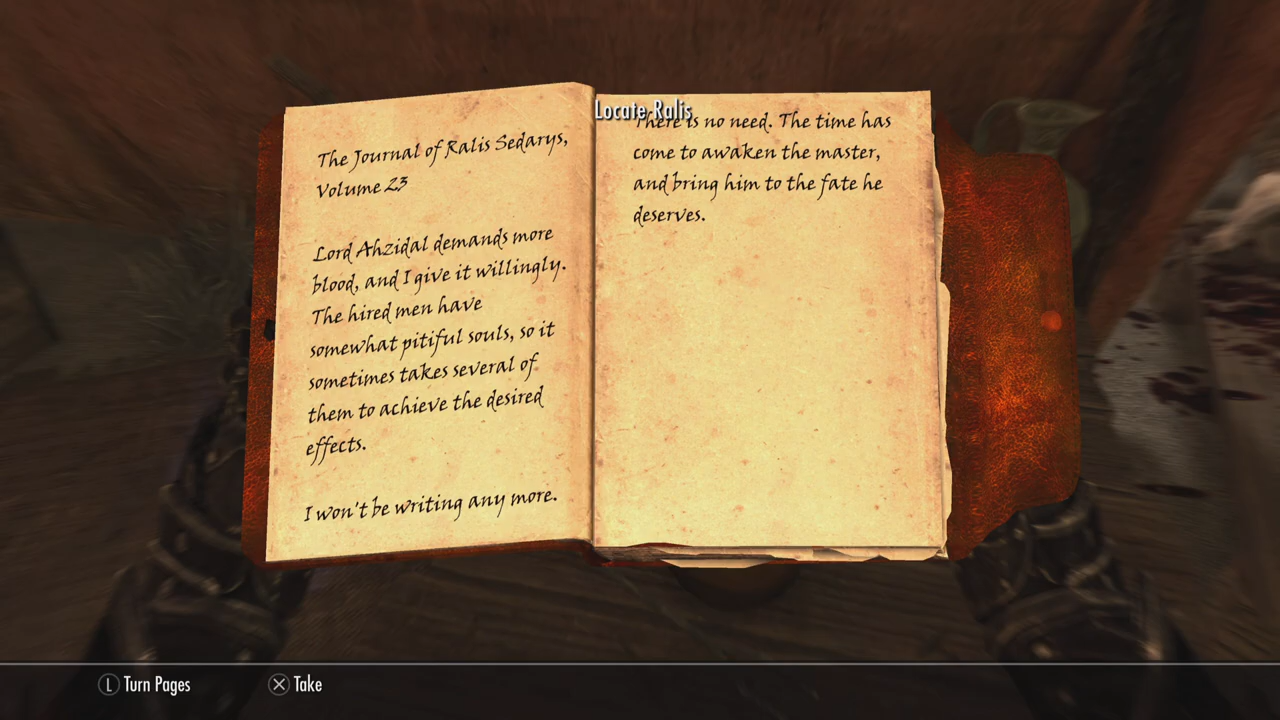 The Journal of Ralis Sedarys,
Volume 23
Lord Ahzidal demands more
blood, and I give it willingly.
The hired men have
somewhat pitiful souls, so it
sometimes takes several of
them to achieve the desired
effects.
I won't be writing any more.
Locate Ralis
There is no need. The time has
come to awaken the master,
and bring him to the fate he
deserves.
L Turn Pages
X Take